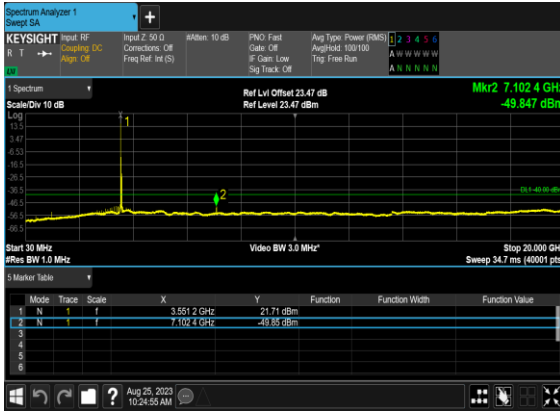 Spectrum Analyzer 1
Swept SA
+
KEYSIGHT Input: RF Input Z: 50 Ω #Atten: 10 dB PNO: Fast Avg Type: Power (RMS) 1 2 3 4 5 6
R T Coupling: DC Corrections: Off Gate: Off Avg|Hold: 100/100 A W W W W W
Align: Off Freq Ref: Int (S) IF Gain: Low Trig: Free Run
Sig Track: Off A N N N N N
1 Spectrum Ref Lvl Offset 23.47 dB Mkr2 7.102 4 GHz
Scale/Div 10 dB Ref Level 23.47 dBm -49.847 dBm
Log
13.5
3.47
-6.53
-16.5
-26.5
-36.5
-46.5
-56.5
-66.5
1
2
DL1 -40.00 dBm
Start 30 MHz Video BW 3.0 MHz* Stop 20.000 GHz
#Res BW 1.0 MHz Sweep 34.7 ms (40001 pts)
5 Marker Table
Mode Trace Scale X Y Function Function Width Function Value
1 N 1 f 3.551 2 GHz 21.71 dBm
2 N 1 f 7.102 4 GHz -49.85 dBm
3
4
5
6
? Aug 25, 2023
10:24:55 AM